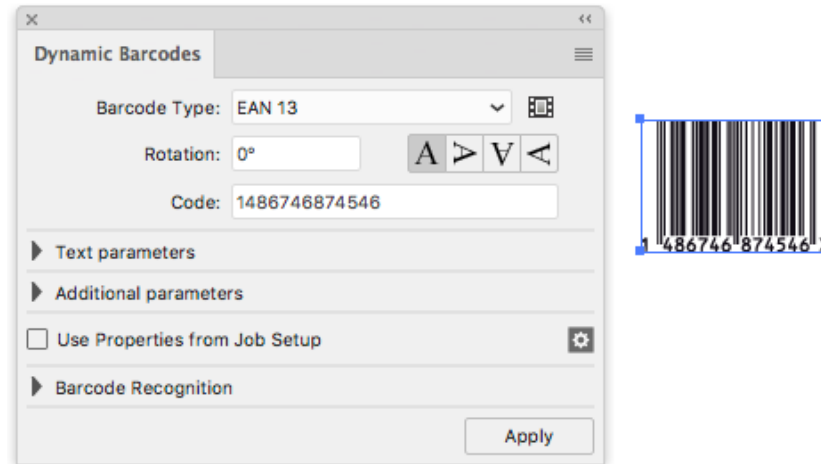 Dynamic Barcodes
Barcode Type: EAN 13
Rotation: 0° A A A A
Code: 1486746874546
Text parameters
Additional parameters
Use Properties from Job Setup
Barcode Recognition
Apply
1 486746 874546